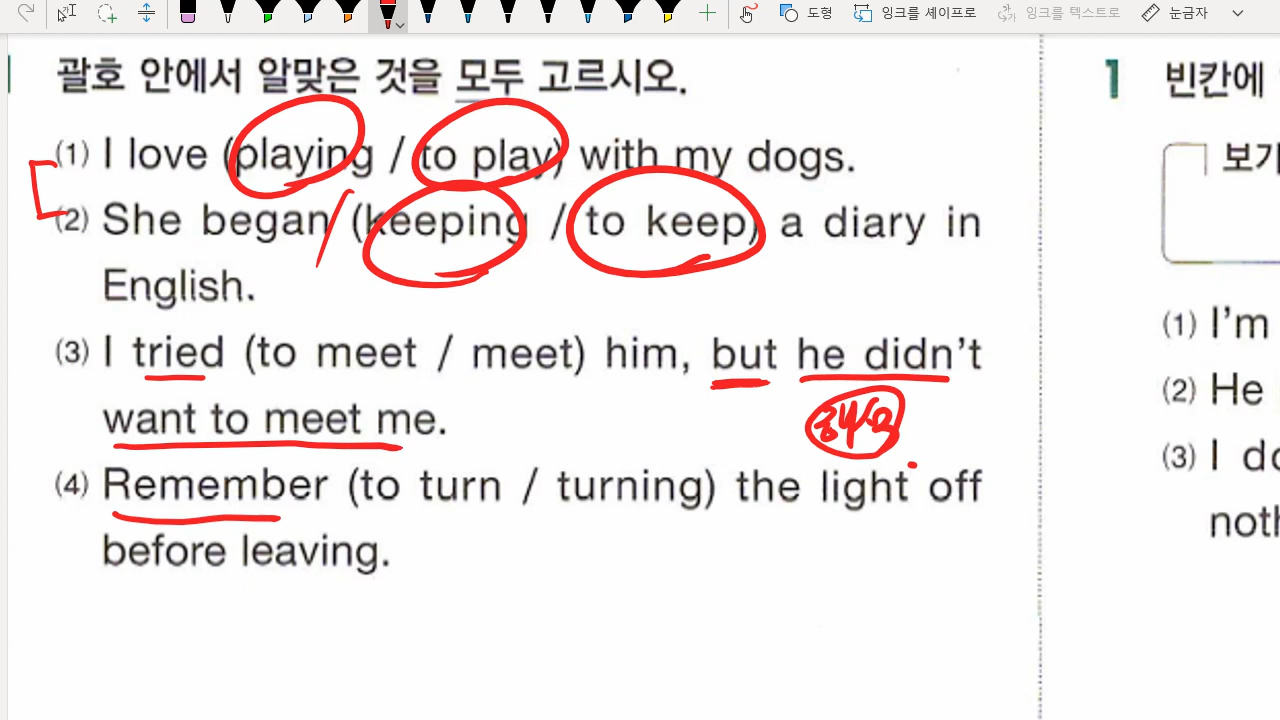 도형 잉크를 셰이프로 잉크를 텍스트로 눈금자
괄호 안에서 알맞은 것을 모두 고르시오.
(1) I love (playing / to play) with my dogs.
(2) She began (keeping / to keep) a diary in
English.
(3) I tried (to meet / meet) him, but he didn't
want to meet me.
(4) Remember (to turn / turning) the light off
before leaving.
1 빈칸에
보기
(1) I'm
(2) He
(3) I do
noth